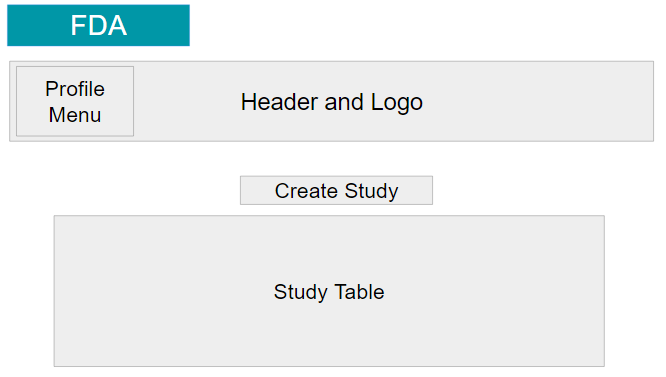 FDA
Profile
Menu
Header and Logo
Create Study
Study Table